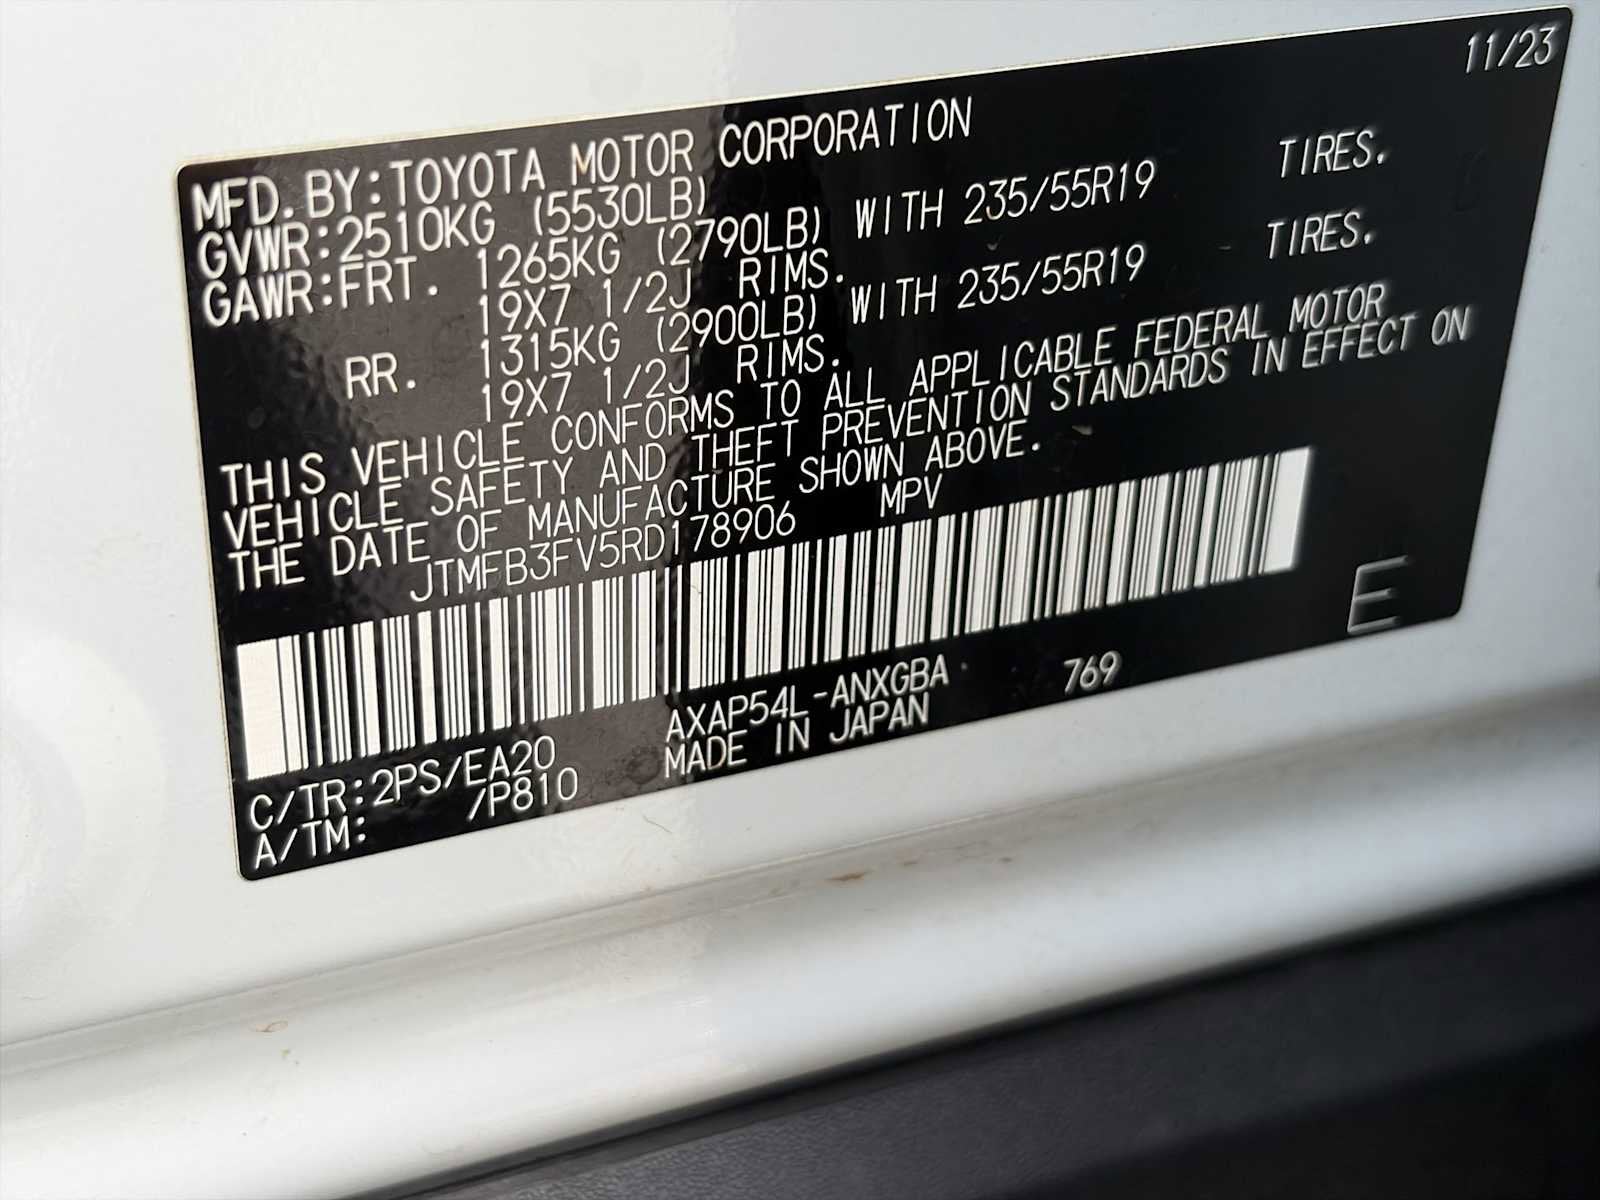 11/23
MFD.BY:TOYOTA MOTOR CORPORATION
GVWR:2510KG (5530LB)
GAWR:FRT. 1265KG (2790LB) WITH 235/55R19 TIRES.
19X7 1/2J RIMS.
RR. 1315KG (2900LB) WITH 235/55R19 TIRES.
19X7 1/2J RIMS.
THIS VEHICLE CONFORMS TO ALL APPLICABLE FEDERAL MOTOR
VEHICLE SAFETY AND THEFT PREVENTION STANDARDS IN EFFECT ON
THE DATE OF MANUFACTURE SHOWN ABOVE.
JTMFB3FV5RD178906 MPV
E
C/TR:2PS/EA20 AXAP54L-ANXGBA 769
A/TM: /P810 MADE IN JAPAN